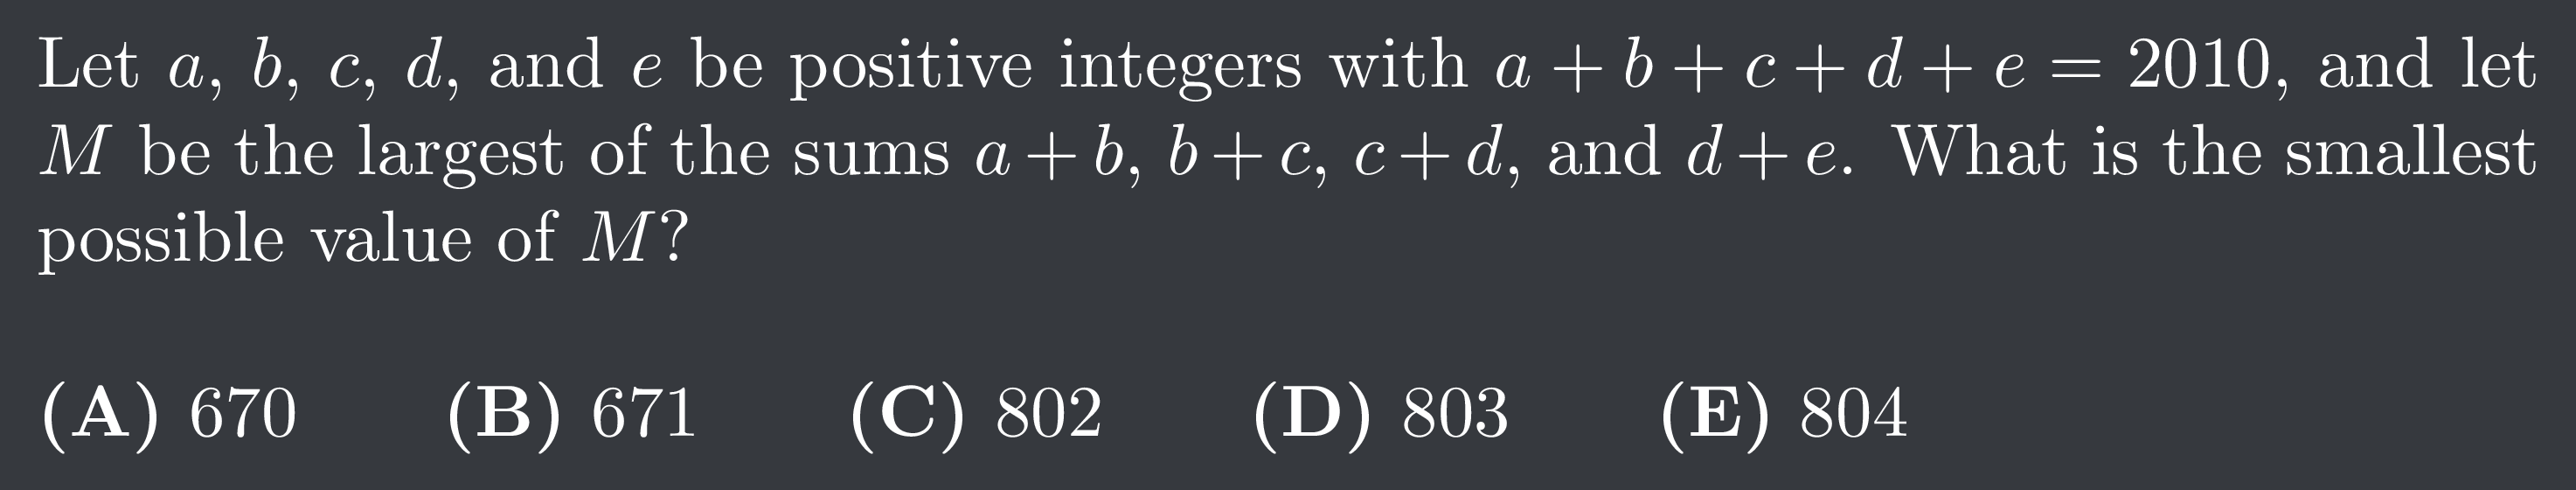 Let a, b, c, d, and e be positive integers with a + b + c + d + e = 2010, and let
M be the largest of the sums a + b, b + c, c + d, and d + e. What is the smallest
possible value of M?
(A) 670 (B) 671 (C) 802 (D) 803 (E) 804